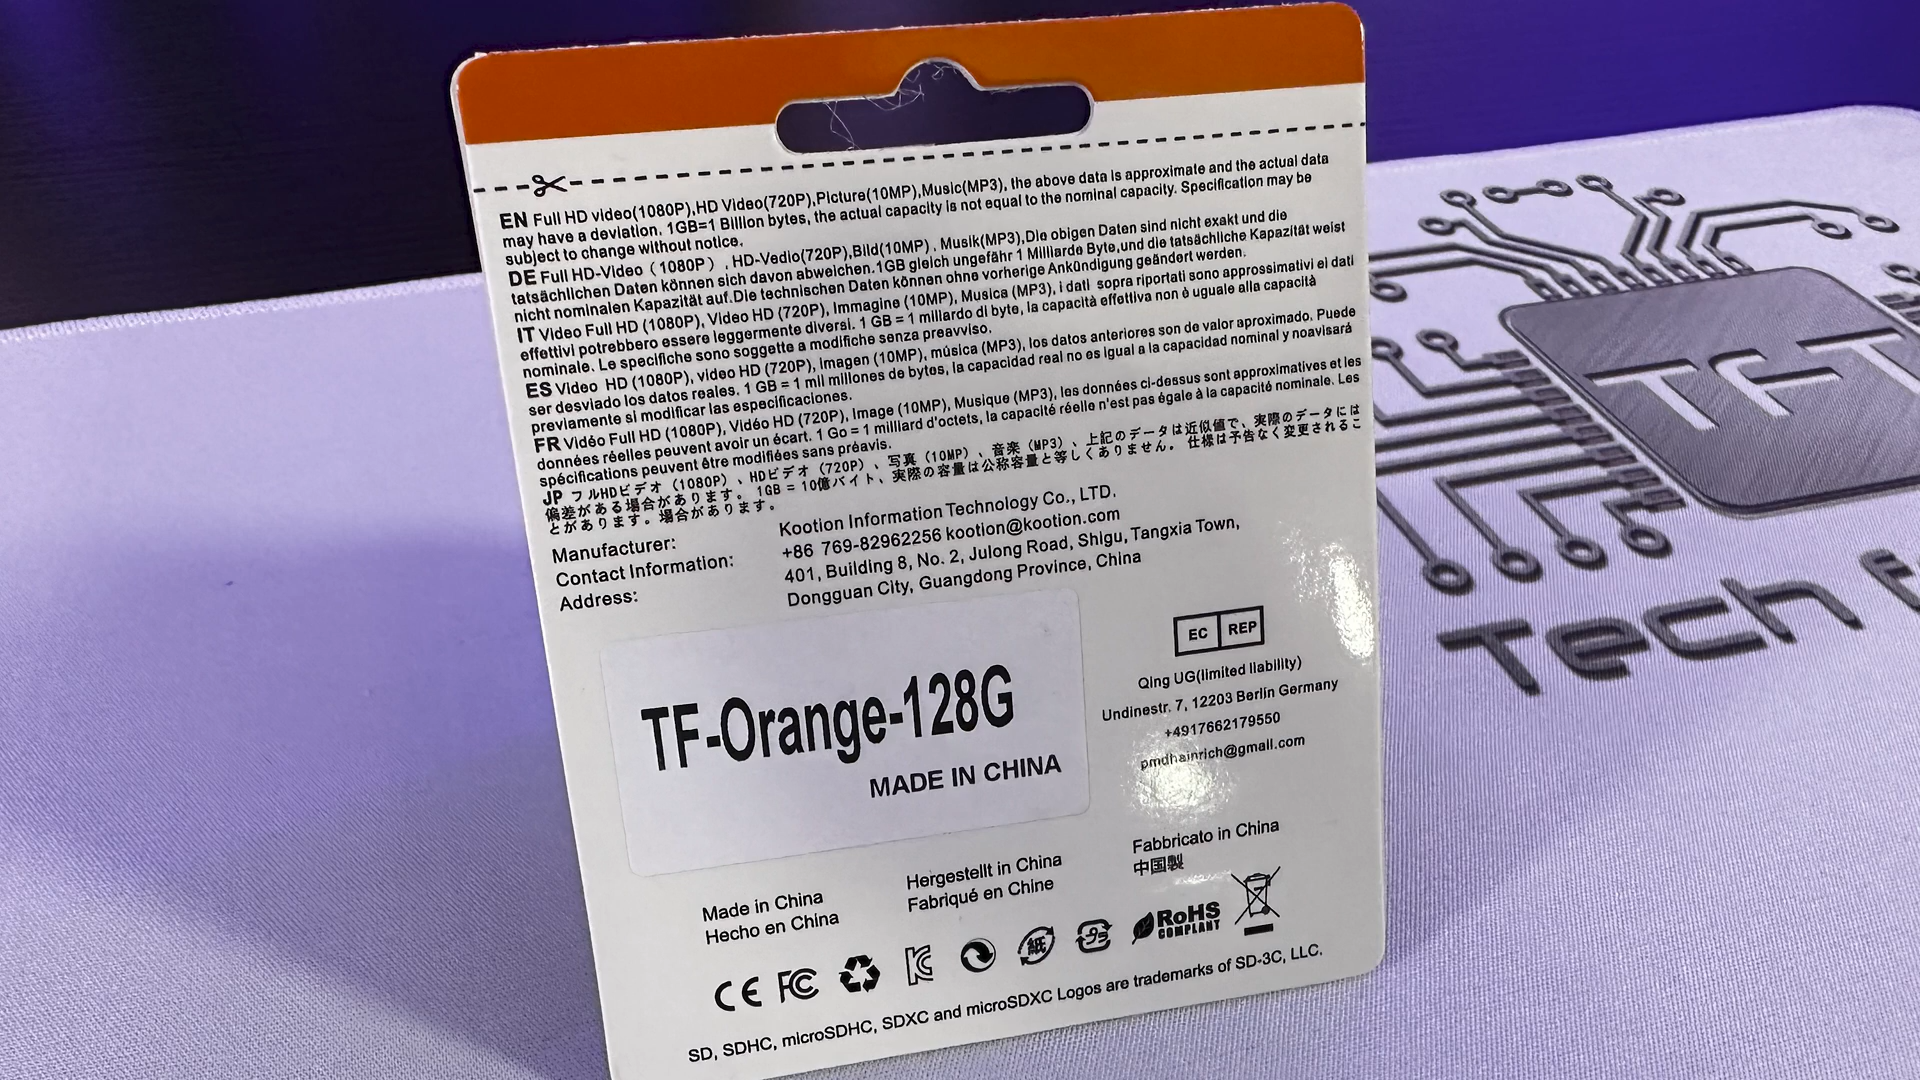 EN Full HD video(1080P),HD Video(720P),Picture(10MP),Music(MP3), the above data is approximate and the actual data
may have a deviation. 1GB=1 Billion bytes, the actual capacity is not equal to the nominal capacity. Specification may be
subject to change without notice.
DE Full HD-Video（1080P）, HD-Vedio(720P),Bild(10MP) , Musik(MP3),Die obigen Daten sind nicht exakt und die
tatsächlichen Daten können sich davon abweichen.1GB gleich ungefähr 1 Milliarde Byte,und die tatsächliche Kapazität weist
nicht nominalen Kapazität auf.Die technischen Daten können ohne vorherige Ankündigung geändert werden.
IT Video Full HD (1080P), Video HD (720P), Immagine (10MP), Musica (MP3), i dati sopra riportati sono approssimativi ei dati
effettivi potrebbero essere leggermente diversi. 1 GB = 1 miliardo di byte, la capacità effettiva non è uguale alla capacità
nominale. Le specifiche sono soggette a modifiche senza preavviso.
ES Video HD (1080P), video HD (720P), Imagen (10MP), música (MP3), los datos anteriores son de valor aproximado. Puede
ser desviado los datos reales. 1 GB = 1 mil millones de bytes, la capacidad real no es igual a la capacidad nominal y noavisará
previamente si modificar las especificaciones.
FR Vidéo Full HD (1080P), Vidéo HD (720P), Image (10MP), Musique (MP3), les données ci-dessus sont approximatives et les
données réelles peuvent avoir un écart. 1 Go = 1 milliard d'octets, la capacité réelle n'est pas égale à la capacité nominale. Les
spécifications peuvent être modifiées sans préavis.
JP フルHDビデオ（1080P）、HDビデオ（720P）、写真（10MP）、音楽（MP3）、上記のデータは近似値で、実際のデータには
偏差がある場合があります。1GB = 10億バイト、実際の容量は公称容量と等しくありません。仕様は予告なく変更されるこ
とがあります。場合があります。
Manufacturer: Kootion Information Technology Co., LTD.
Contact Information: +86 769-82962256 kootion@kootion.com
Address: 401, Building 8, No. 2, Julong Road, Shigu, Tangxia Town,
Dongguan City, Guangdong Province, China
EC REP
Qing UG(limited liability)
Undinestr. 7, 12203 Berlin Germany
+4917662179550
pmdhainrich@gmail.com
TF-Orange-128G
MADE IN CHINA
Made in China
Hecho en China
Hergestellt in China
Fabriqué en Chine
Fabbricato in China
中国製
CE FC
紙
RoHS
COMPLIANT
SD, SDHC, microSDHC, SDXC and microSDXC Logos are trademarks of SD-3C, LLC.
TFT
Tech F